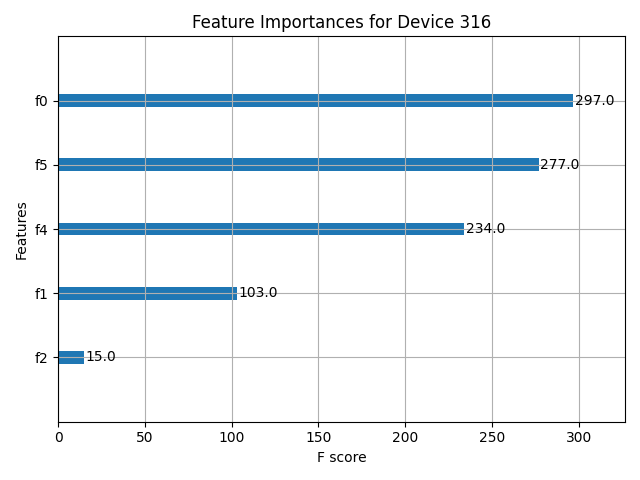 Feature Importances for Device 316
Features
f0
297.0
f5
277.0
f4
234.0
f1
103.0
f2
15.0
0 50 100 150 200 250 300
F score